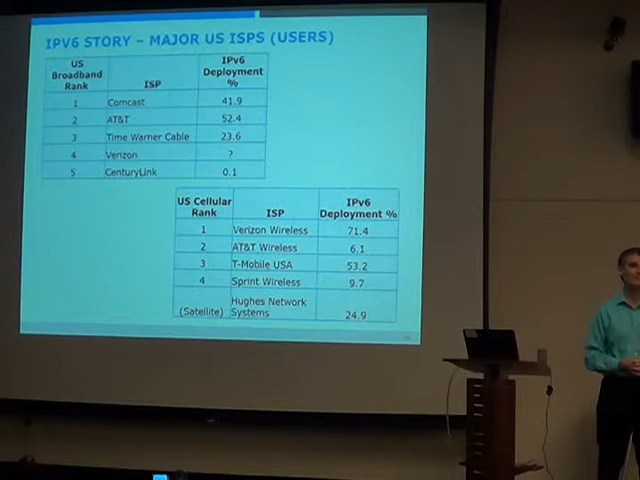 IPV6 STORY – MAJOR US ISPS (USERS)
US Broadband Rank ISP IPv6 Deployment %
1 Comcast 41.9
2 AT&T 52.4
3 Time Warner Cable 23.6
4 Verizon ?
5 CenturyLink 0.1
US Cellular Rank ISP IPv6 Deployment %
1 Verizon Wireless 71.4
2 AT&T Wireless 6.1
3 T-Mobile USA 53.2
4 Sprint Wireless 9.7
(Satellite) Hughes Network Systems 24.9